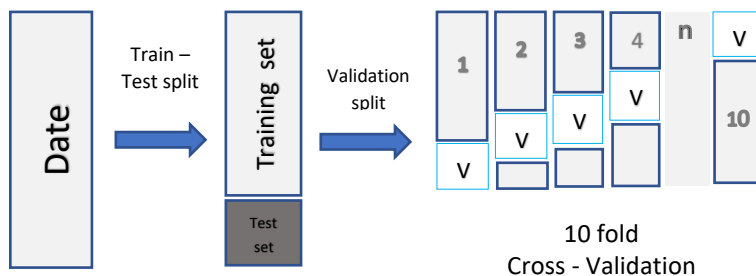 Date
Train –
Test split
Training set
Test
set
Validation
split
1
2
3
4
n
V
V
V
V
V
10
10 fold
Cross - Validation